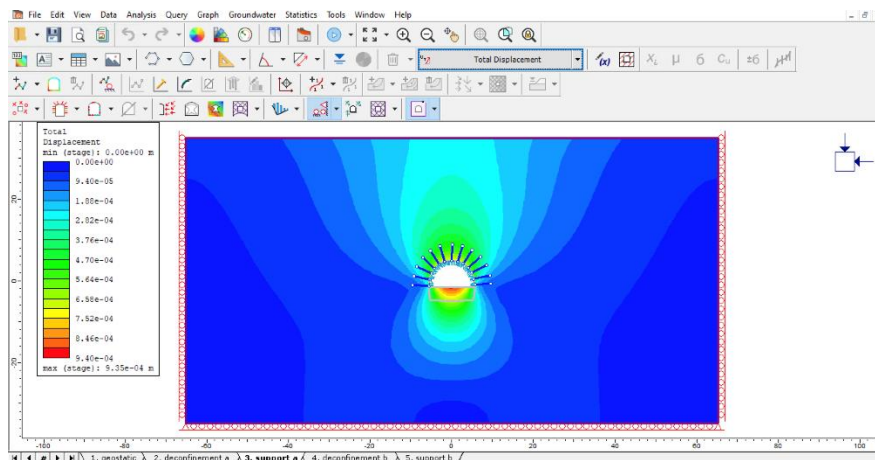 File Edit View Data Analysis Query Graph Groundwater Statistics Tools Window Help
Total Displacement
(x) X μ б Cu ±б
Total
Displacement
min (stage): 0.00e+00 m
0.00e+00
9.40e-05
1.88e-04
2.82e-04
3.76e-04
4.70e-04
5.64e-04
6.58e-04
7.52e-04
8.46e-04
9.40e-04
max (stage): 9.35e-04 m
20
0
-20
-100 -80 -60 -40 -20 0 20 40 60 80 100
1. geostatic 2. deconfinement a 3. support a 4. deconfinement b 5. support b